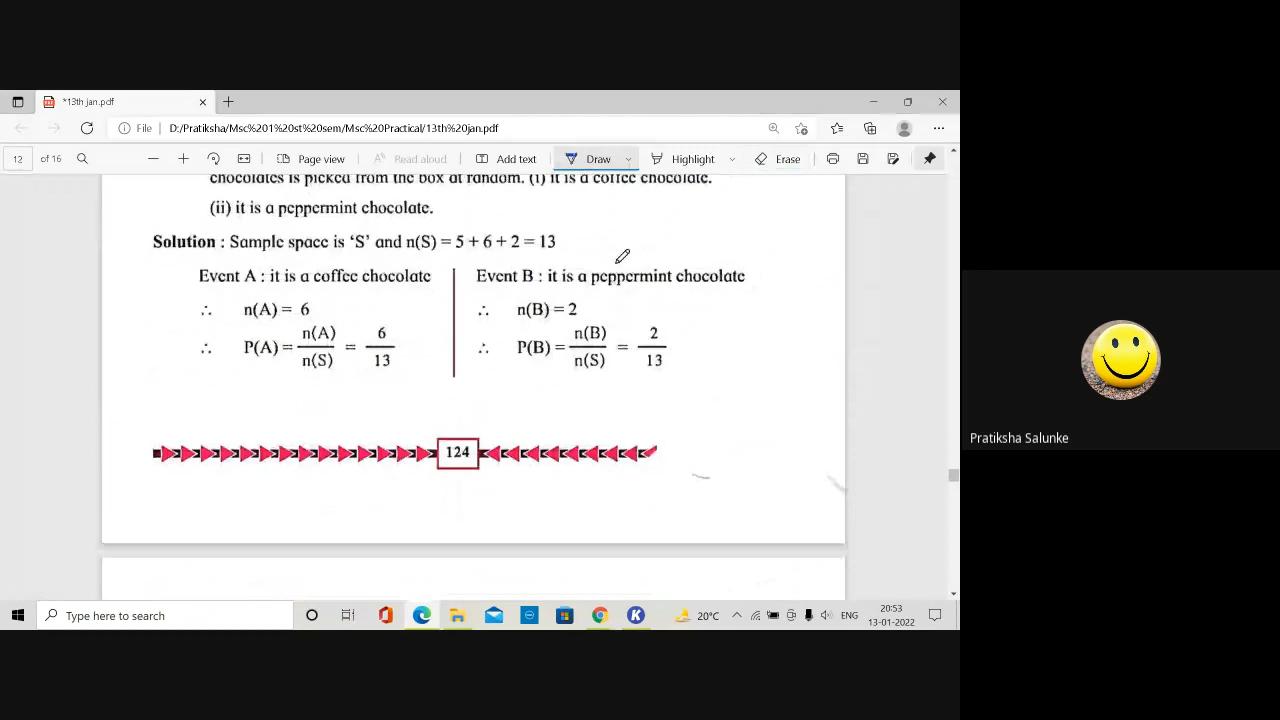 *13th jan.pdf
File
D:/Pratiksha/Msc%201%20st%20sem/Msc%20Practical/13th%20jan.pdf
12 of 16
Page view
Read aloud
Add text
Draw
Highlight
Erase
chocolates is picked from the box at random. (i) it is a coffee chocolate.
(ii) it is a peppermint chocolate.
Solution : Sample space is ‘S’ and n(S) = 5 + 6 + 2 = 13
Event A : it is a coffee chocolate
∴ n(A) = 6
∴ P(A) = n(A)/n(S) = 6/13
Event B : it is a peppermint chocolate
∴ n(B) = 2
∴ P(B) = n(B)/n(S) = 2/13
124
Pratiksha Salunke
Type here to search
20°C
ENG
20:53
13-01-2022